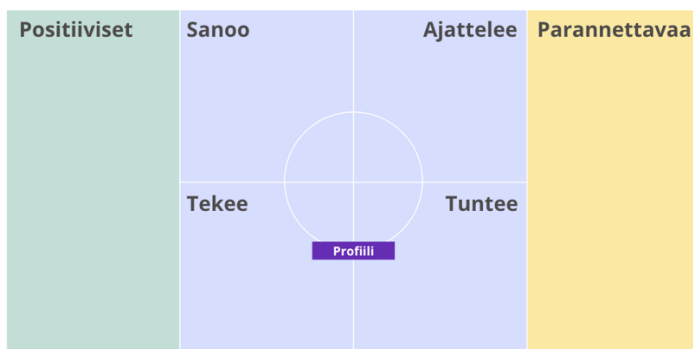 Positiiviset
Sanoo
Ajattelee
Parannettavaa
Tekee
Tuntee
Profiili